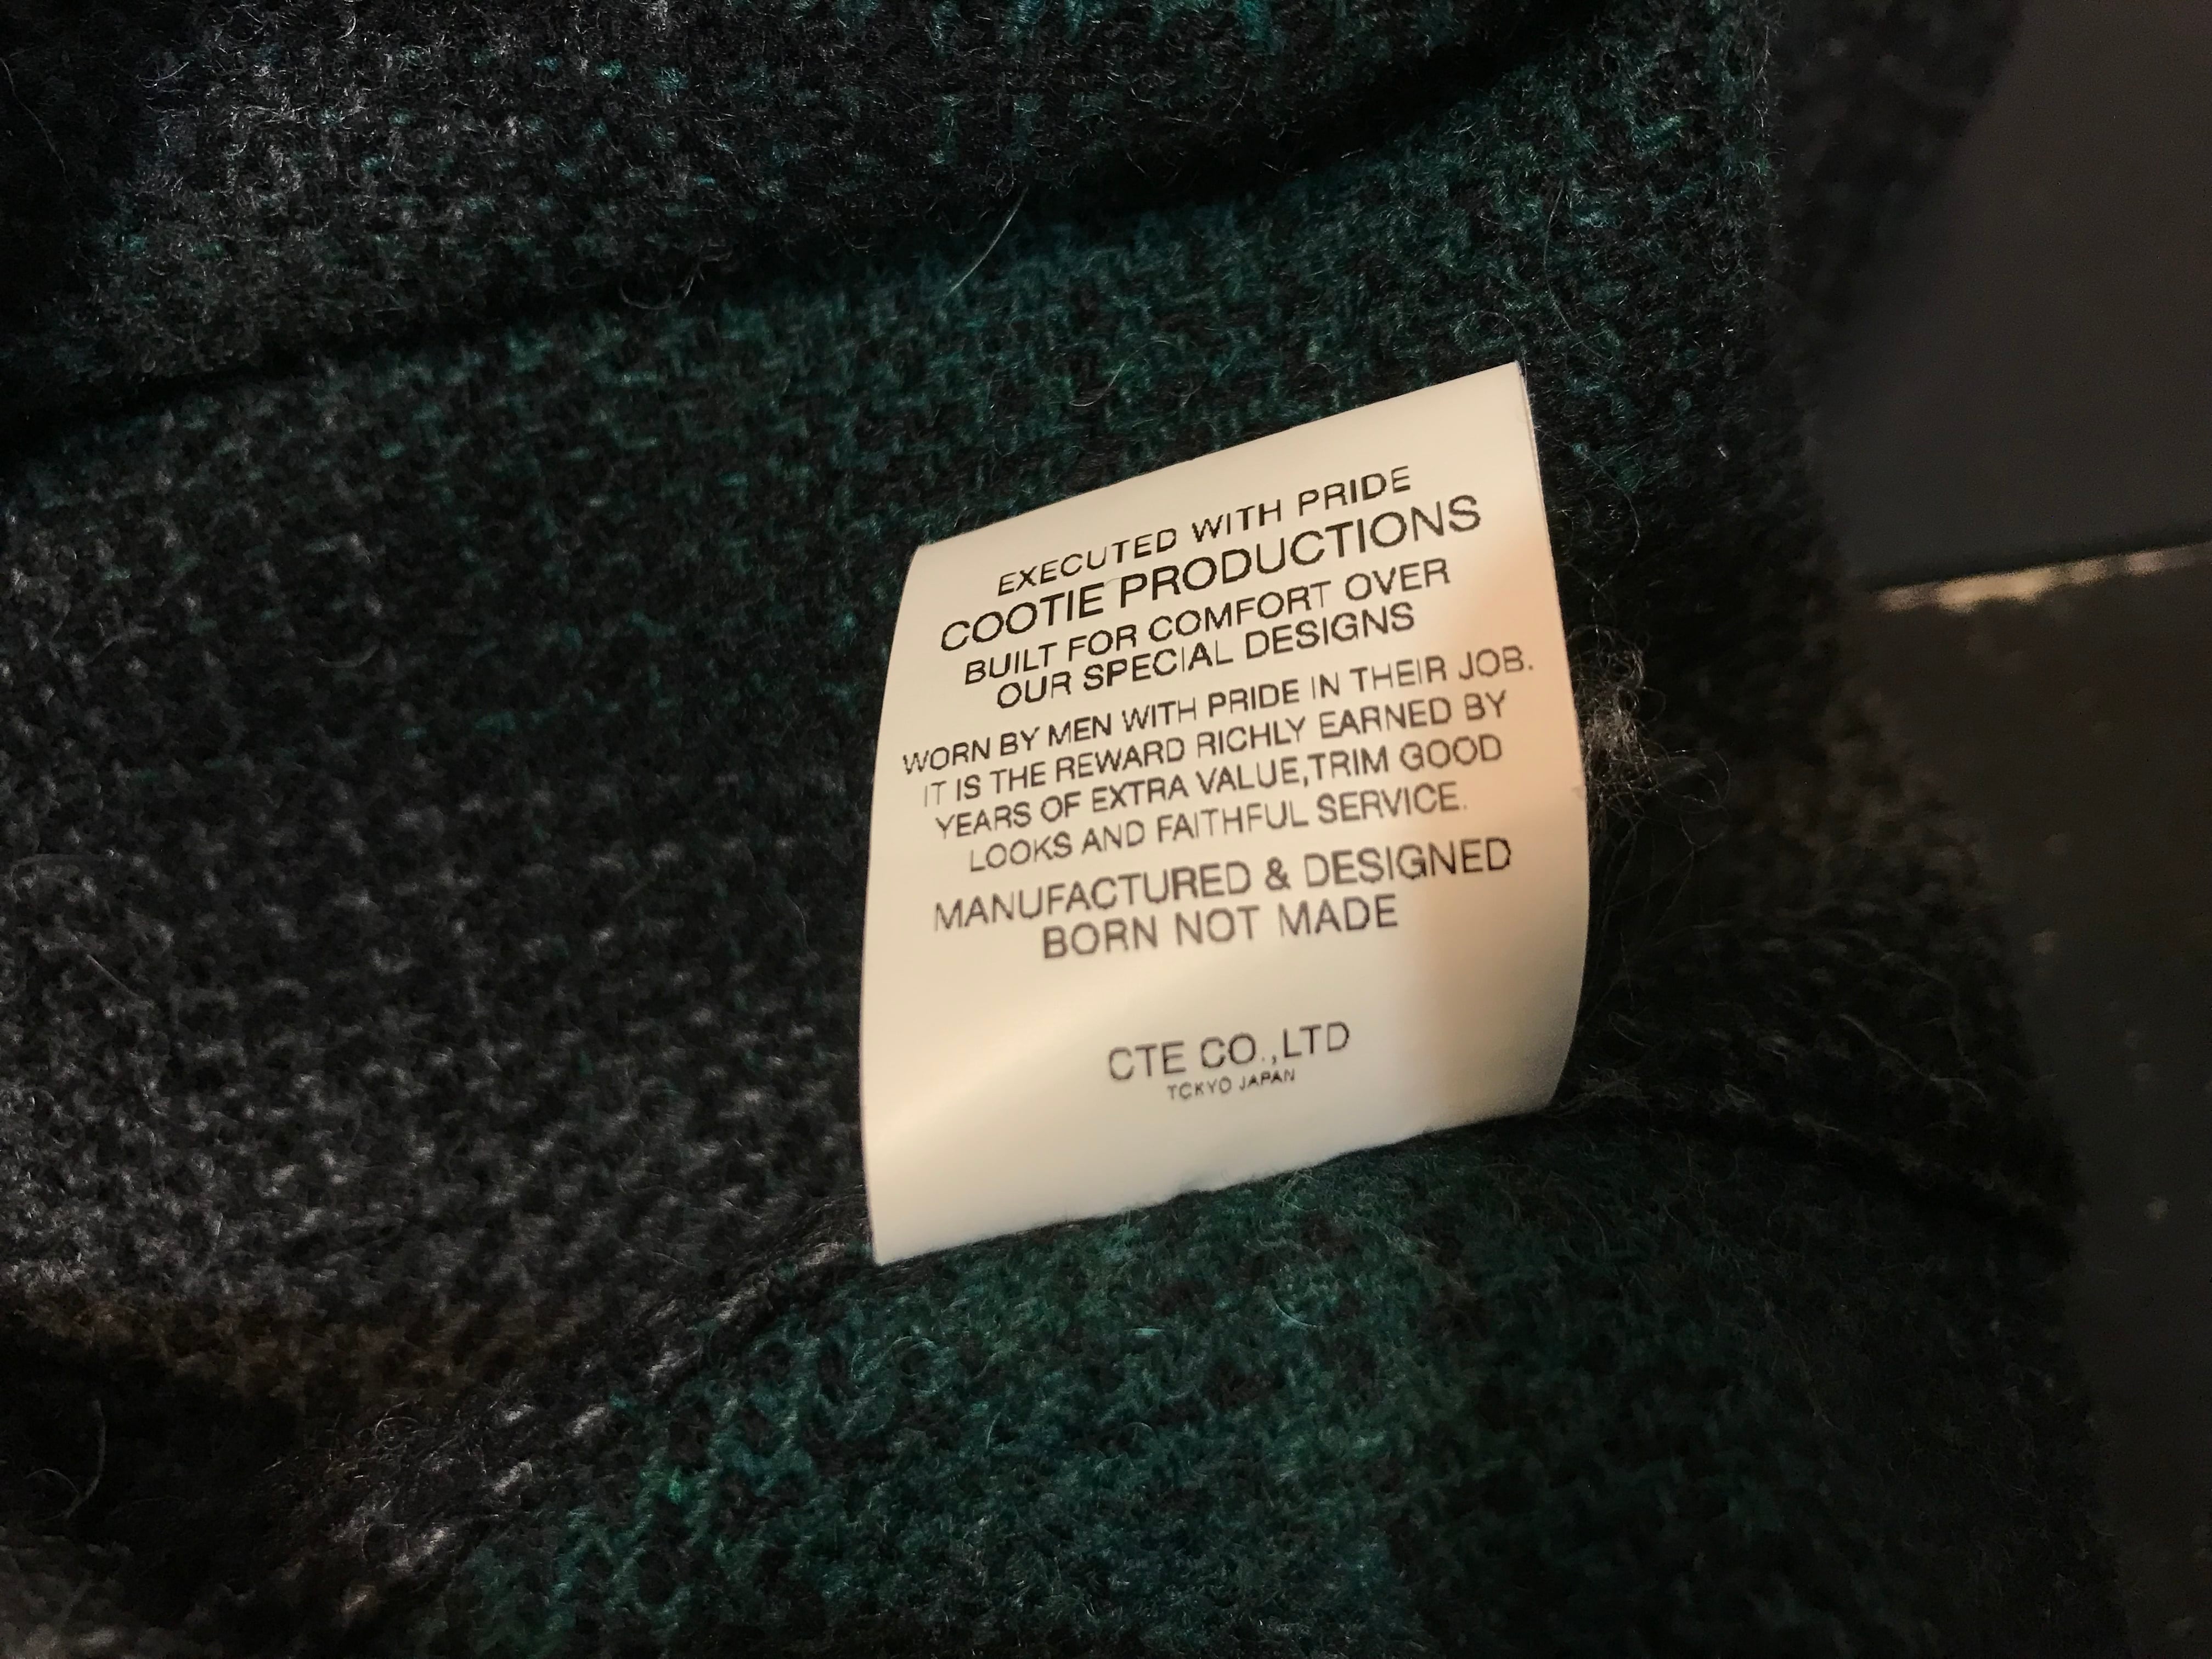 EXECUTED WITH PRIDE
COOTIE PRODUCTIONS
BUILT FOR COMFORT OVER
OUR SPECIAL DESIGNS
WORN BY MEN WITH PRIDE IN THEIR JOB.
IT IS THE REWARD RICHLY EARNED BY
YEARS OF EXTRA VALUE,TRIM GOOD
LOOKS AND FAITHFUL SERVICE.
MANUFACTURED & DESIGNED
BORN NOT MADE
CTE CO.,LTD
TOKYO JAPAN